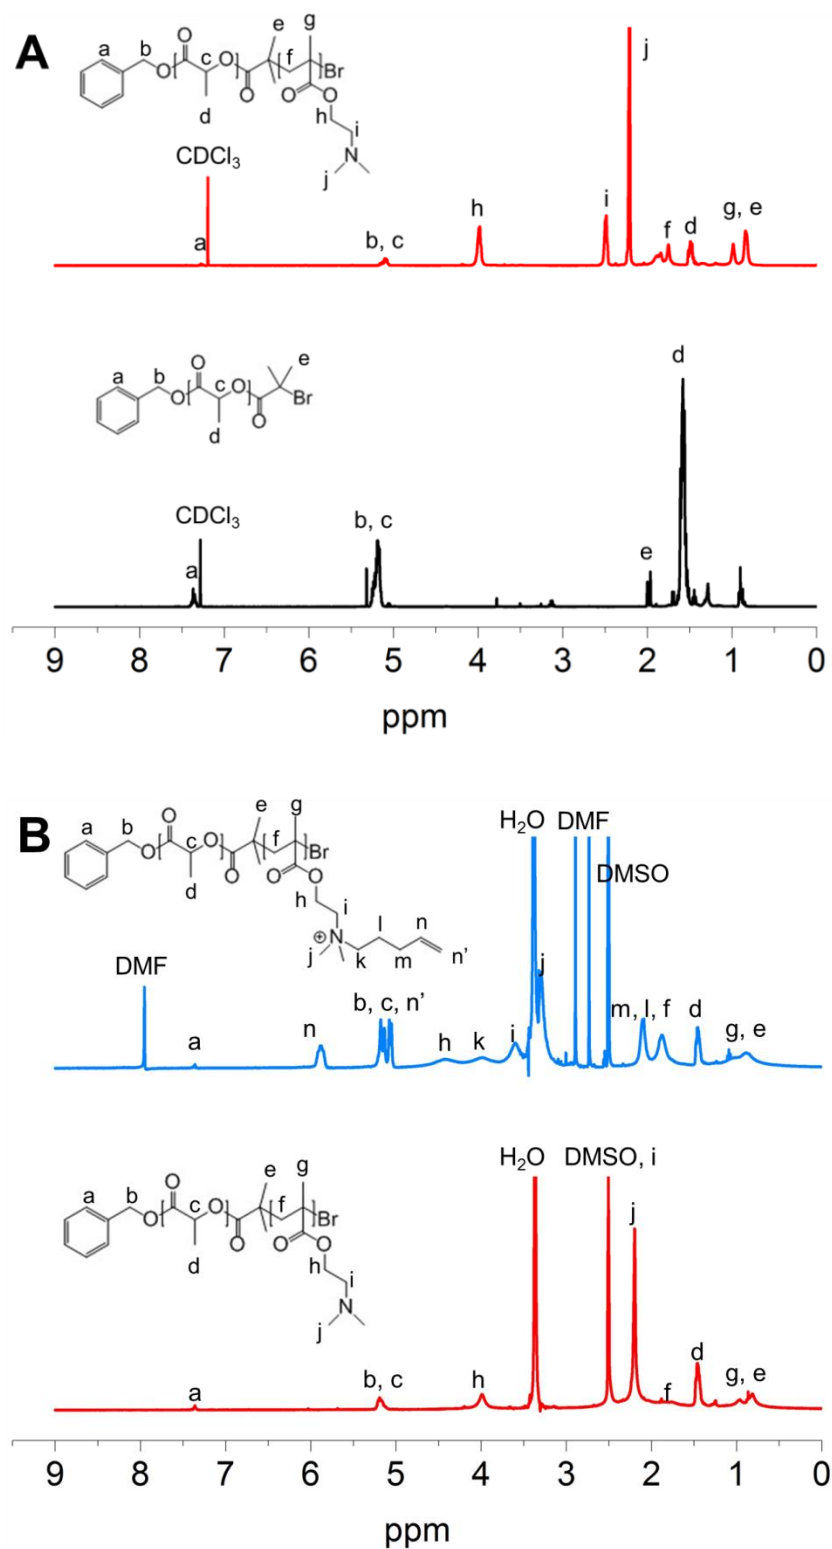 A
a b O O c O d O e f g Br O O h i N j
CDCl3
a
b, c
h
i
j
f
d
g, e
a b O O c O d O e Br
CDCl3
a
b, c
e
d
9 8 7 6 5 4 3 2 1 0
ppm
B
a b O O c O d O e f g Br O O h i ⊕ N j k l m n n'
DMF
a
n
b, c, n'
h
k
i
H2O
j
DMF
DMSO
m, l, f
d
g, e
a b O O c O d O e f g Br O O h i N j
a
b, c
h
H2O
DMSO, i
j
f
d
g, e
9 8 7 6 5 4 3 2 1 0
ppm